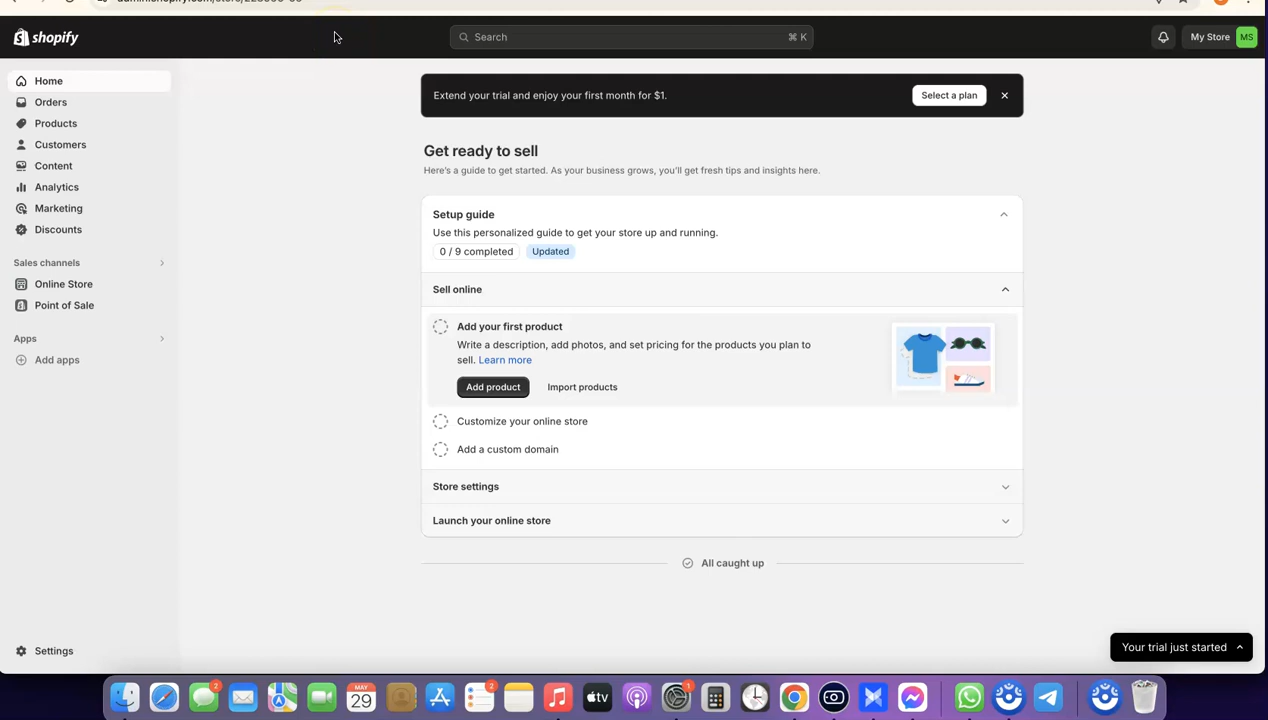 shopify
Search
⌘ K
My Store
MS
Home
Orders
Products
Customers
Content
Analytics
Marketing
Discounts
Sales channels
Online Store
Point of Sale
Apps
Add apps
Settings
Extend your trial and enjoy your first month for $1.
Select a plan
Get ready to sell
Here's a guide to get started. As your business grows, you'll get fresh tips and insights here.
Setup guide
Use this personalized guide to get your store up and running.
0 / 9 completed
Updated
Sell online
Add your first product
Write a description, add photos, and set pricing for the products you plan to
sell. Learn more
Add product
Import products
Customize your online store
Add a custom domain
Store settings
Launch your online store
All caught up
Your trial just started
2
MAY
29
2
tv
1